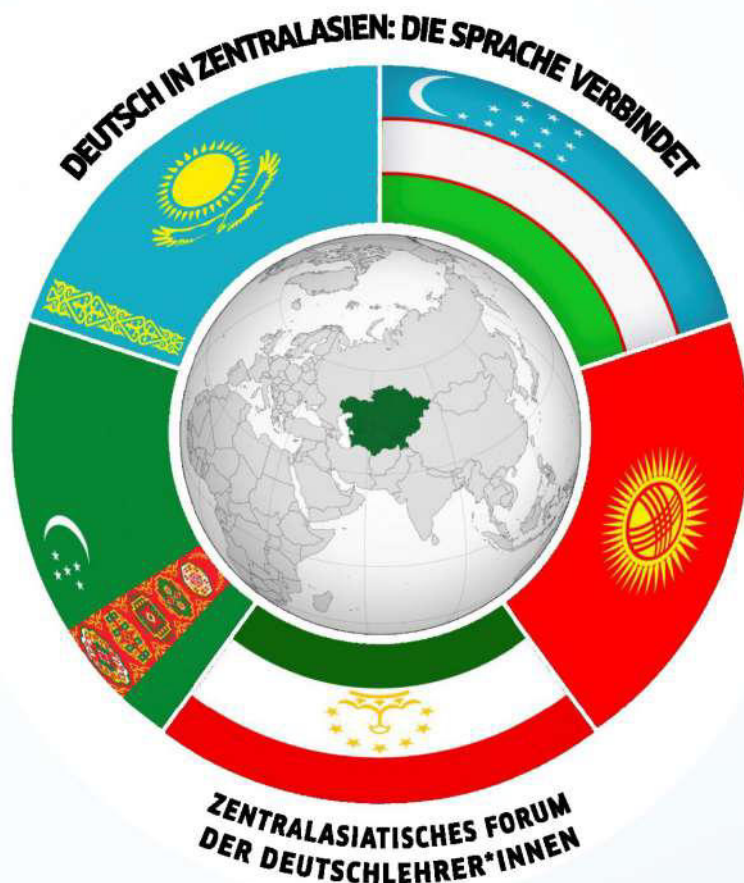 DEUTSCH IN ZENTRALASIEN: DIE SPRACHE VERBINDET
ZENTRALASIATISCHES FORUM
DER DEUTSCHLEHRER*INNEN